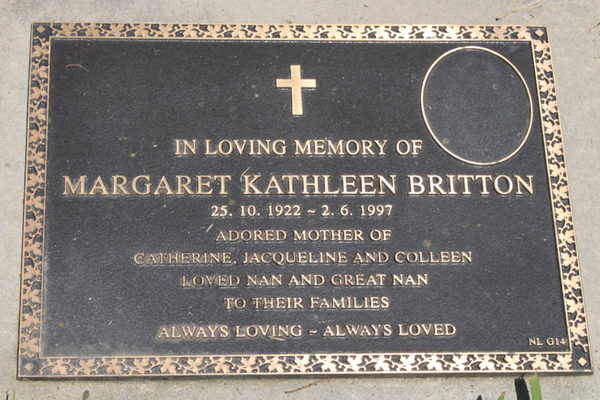 IN LOVING MEMORY OF
MARGARET KATHLEEN BRITTON
25. 10. 1922 ~ 2. 6. 1997
ADORED MOTHER OF
CATHERINE, JACQUELINE AND COLLEEN
LOVED NAN AND GREAT NAN
TO THEIR FAMILIES
ALWAYS LOVING ~ ALWAYS LOVED
NL G14